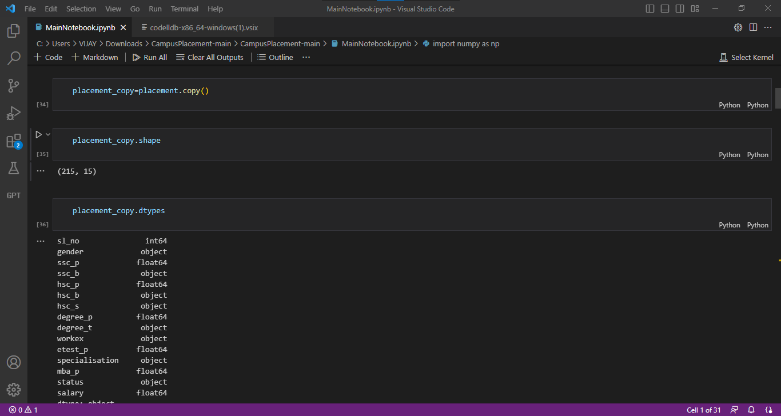 File Edit Selection View Go Run Terminal Help
MainNotebook.ipynb - Visual Studio Code
MainNotebook.ipynb
codelldb-x86_64-windows(1).vsix
C: > Users > VIJAY > Downloads > CampusPlacement-main > CampusPlacement-main > MainNotebook.ipynb > import numpy as np
+ Code + Markdown Run All Clear All Outputs Outline ...
Select Kernel
placement_copy=placement.copy()
[34]
Python Python
placement_copy.shape
[35]
Python Python
(215, 15)
placement_copy.dtypes
[36]
Python Python
sl_no int64
gender object
ssc_p float64
ssc_b object
hsc_p float64
hsc_b object
hsc_s object
degree_p float64
degree_t object
workex object
etest_p float64
specialisation object
mba_p float64
status object
salary float64
dtype: object
2
GPT
0 1
Cell 1 of 31